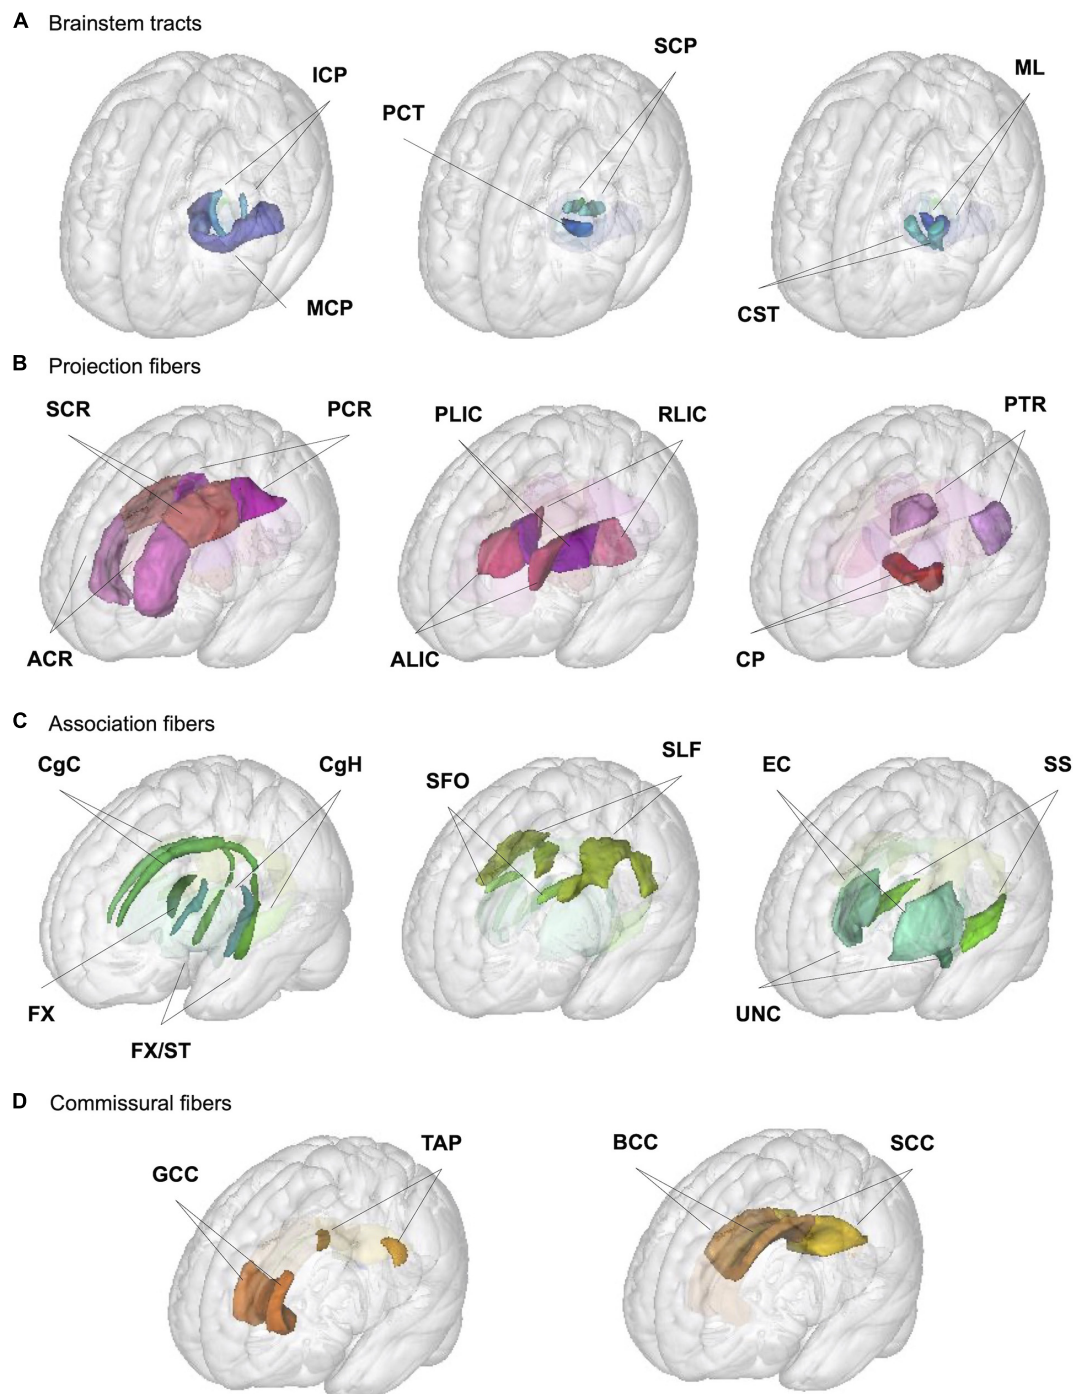 A Brainstem tracts
SCP
ICP
ML
PCT
MCP
CST
B Projection fibers
SCR
PCR
PLIC
RLIC
PTR
ACR
ALIC
CP
C Association fibers
CgC
CgH
SFO
SLF
EC
SS
FX
UNC
FX/ST
D Commissural fibers
GCC
TAP
BCC
SCC